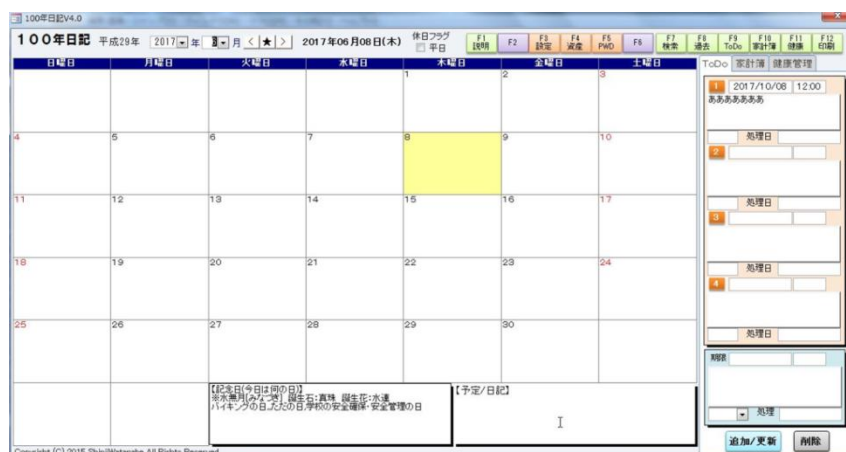 100年日記V4.0
100年日記 平成29年 2017 年 月 < ★ > 2017年06月08日(木) 休日フラグ 平日 F1 説明 F2 F3 設定 F4 資産 F5 PWD F6 F7 検索 F8 過去 F9 ToDo F10 家計簿 F11 健康 F12 印刷
日曜日 月曜日 火曜日 水曜日 木曜日 金曜日 土曜日
ToDo 家計簿 健康管理
1 2 3
1 2017/10/08 12:00
あああああああ
処理日
4 5 6 7 8 9 10
2
処理日
11 12 13 14 15 16 17
3
処理日
18 19 20 21 22 23 24
4
処理日
25 26 27 28 29 30
期限
処理
【記念日(今日は何の日)】
※水無月[みなづき] 誕生石:真珠 誕生花:水蓮
バイキングの日,ただの日,学校の安全確保・安全管理の日
【予定/日記】
追加/更新 削除